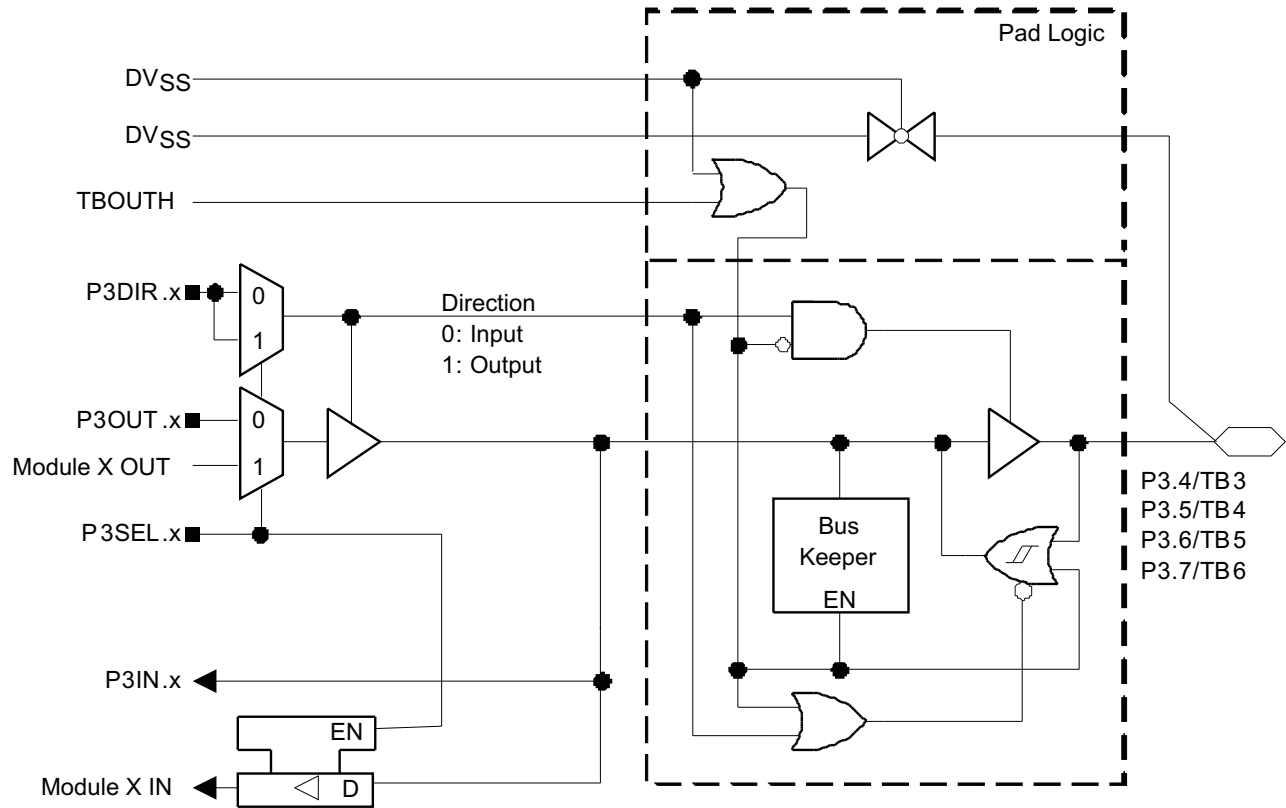 Pad Logic
DVSS
DVSS
TBOUTH
P3DIR.x
0
1
Direction
0: Input
1: Output
P3OUT.x
0
Module X OUT
1
P3SEL.x
Bus
Keeper
EN
P3.4/TB3
P3.5/TB4
P3.6/TB5
P3.7/TB6
P3IN.x
EN
Module X IN
D